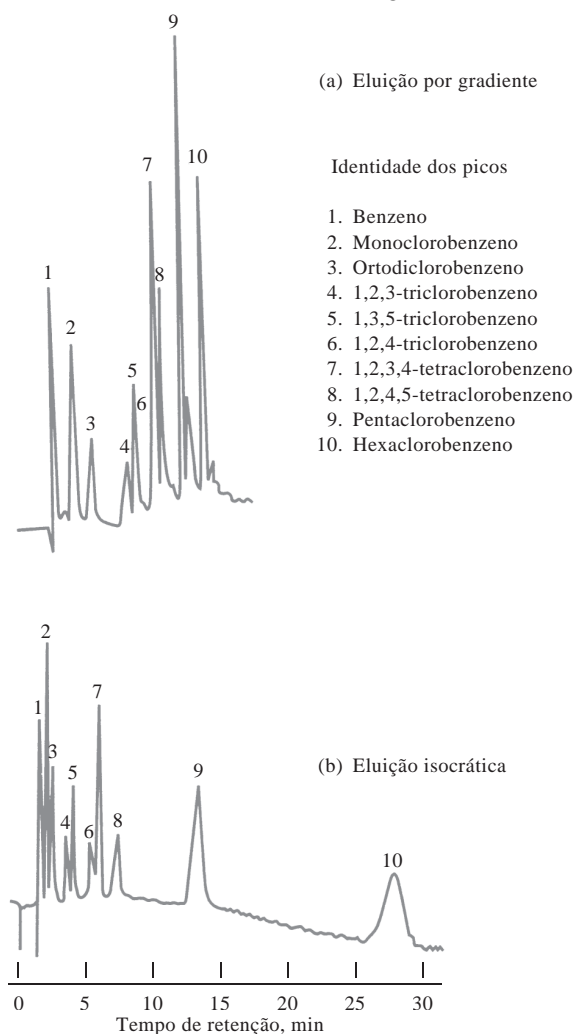 9
(a) Eluição por gradiente
7
10
Identidade dos picos
1. Benzeno
2. Monoclorobenzeno
3. Ortodiclorobenzeno
4. 1,2,3-triclorobenzeno
5. 1,3,5-triclorobenzeno
6. 1,2,4-triclorobenzeno
7. 1,2,3,4-tetraclorobenzeno
8. 1,2,4,5-tetraclorobenzeno
9. Pentaclorobenzeno
10. Hexaclorobenzeno
1
8
2
5
6
3
4
2
7
1
3
5
(b) Eluição isocrática
9
4
6
8
10
0 5 10 15 20 25 30
Tempo de retenção, min